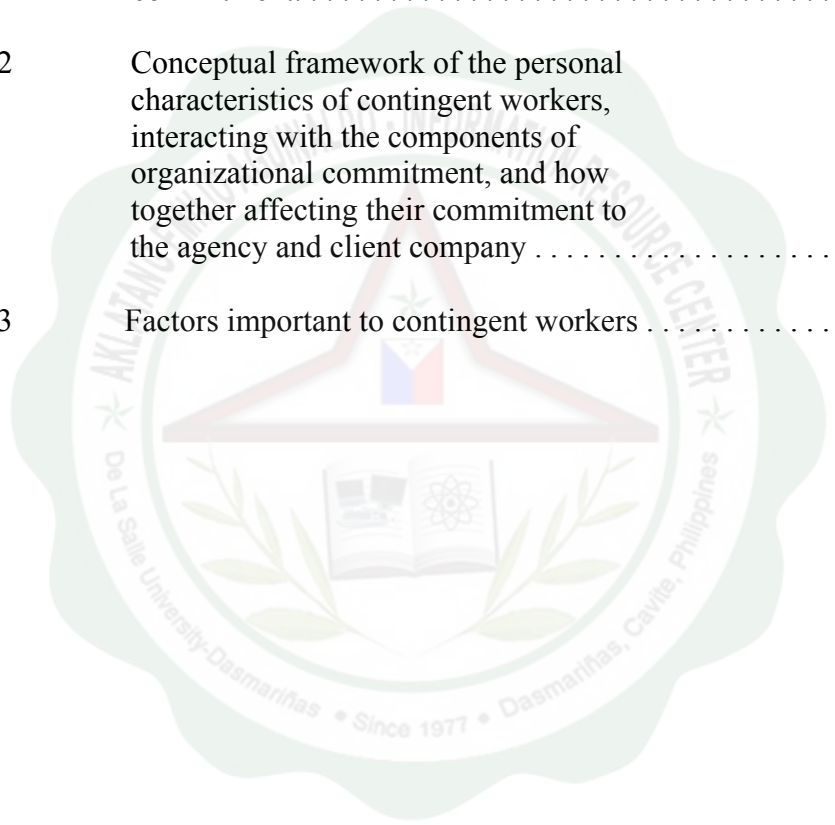 2 Conceptual framework of the personal
characteristics of contingent workers,
interacting with the components of
organizational commitment, and how
together affecting their commitment to
the agency and client company . . . . . . . . . . . . . . . . . . .
3 Factors important to contingent workers . . . . . . . . . . . .
AKLATANG EMILIO AGUINALDO - INFORMATION RESOURCE CENTER
De La Salle University-Dasmariñas • Since 1977 • Dasmariñas, Cavite, Philippines